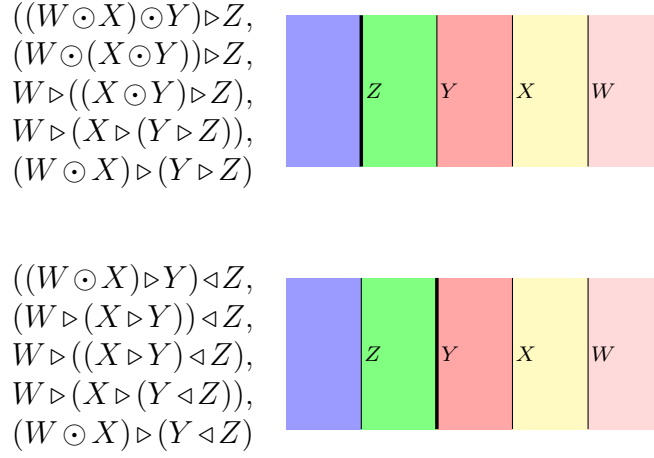 ((W⊙X)⊙Y)▹Z,
(W⊙(X⊙Y))▹Z,
W▹((X⊙Y)▹Z),
W▹(X▹(Y▹Z)),
(W⊙X)▹(Y▹Z)
Z Y X W
((W⊙X)▹Y)◃Z,
(W▹(X▹Y))◃Z,
W▹((X▹Y)◃Z),
W▹(X▹(Y◃Z)),
(W⊙X)▹(Y◃Z)
Z Y X W